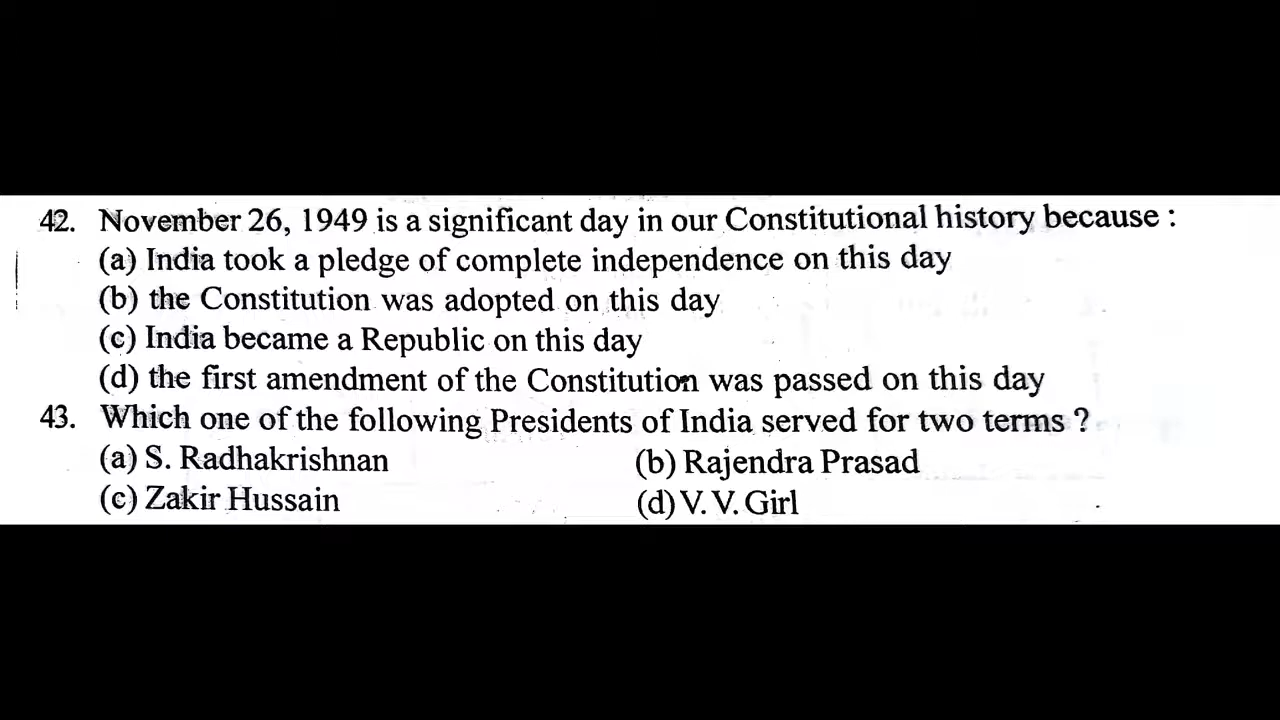 42. November 26, 1949 is a significant day in our Constitutional history because :
(a) India took a pledge of complete independence on this day
(b) the Constitution was adopted on this day
(c) India became a Republic on this day
(d) the first amendment of the Constitution was passed on this day
43. Which one of the following Presidents of India served for two terms ?
(a) S. Radhakrishnan (b) Rajendra Prasad
(c) Zakir Hussain (d) V. V. Girl